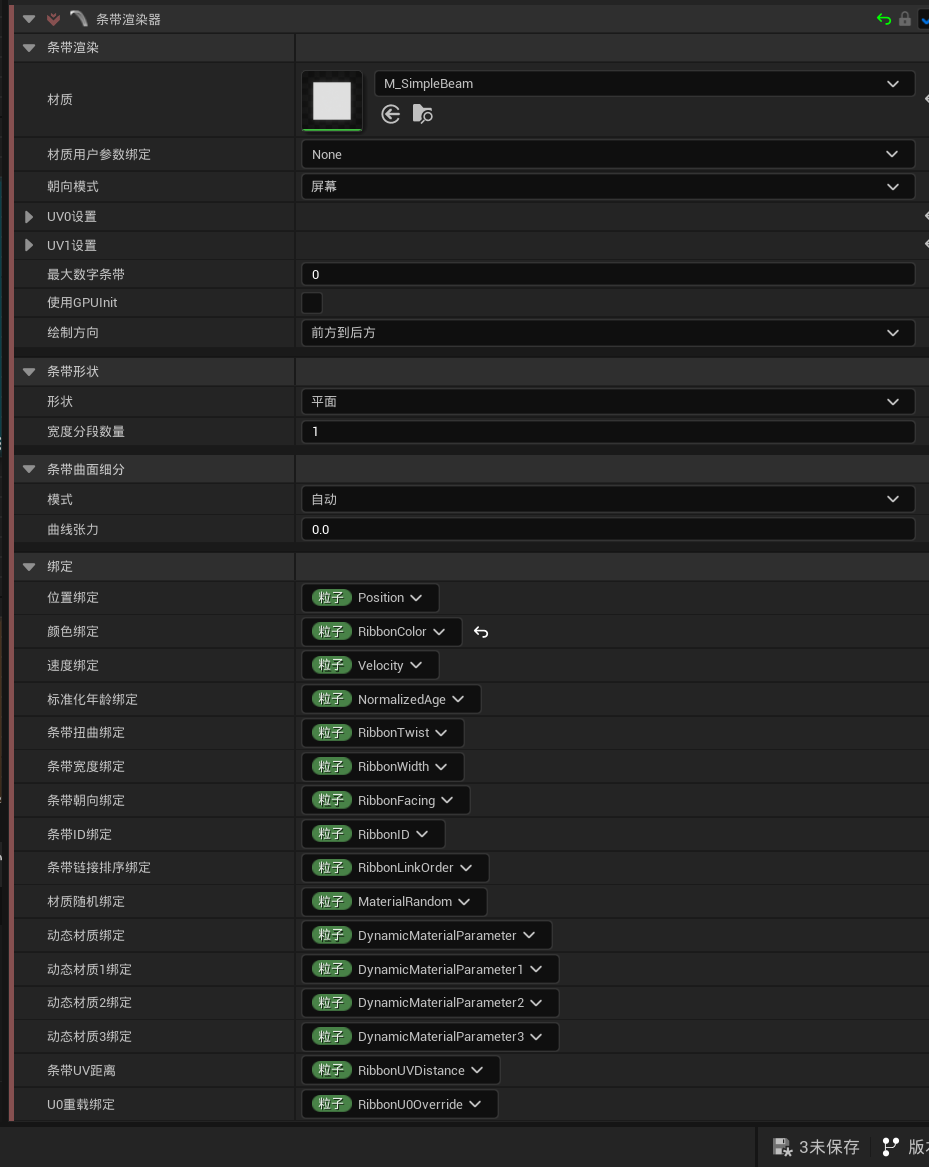 条带渲染器
条带渲染
材质
M_SimpleBeam
材质用户参数绑定 None
朝向模式 屏幕
UV0设置
UV1设置
最大数字条带 0
使用GPUInit
绘制方向 前方到后方
条带形状
形状 平面
宽度分段数量 1
条带曲面细分
模式 自动
曲线张力 0.0
绑定
位置绑定 粒子 Position
颜色绑定 粒子 RibbonColor
速度绑定 粒子 Velocity
标准化年龄绑定 粒子 NormalizedAge
条带扭曲绑定 粒子 RibbonTwist
条带宽度绑定 粒子 RibbonWidth
条带朝向绑定 粒子 RibbonFacing
条带ID绑定 粒子 RibbonID
条带链接排序绑定 粒子 RibbonLinkOrder
材质随机绑定 粒子 MaterialRandom
动态材质绑定 粒子 DynamicMaterialParameter
动态材质1绑定 粒子 DynamicMaterialParameter1
动态材质2绑定 粒子 DynamicMaterialParameter2
动态材质3绑定 粒子 DynamicMaterialParameter3
条带UV距离 粒子 RibbonUVDistance
U0重载绑定 粒子 RibbonU0Override
3未保存 版